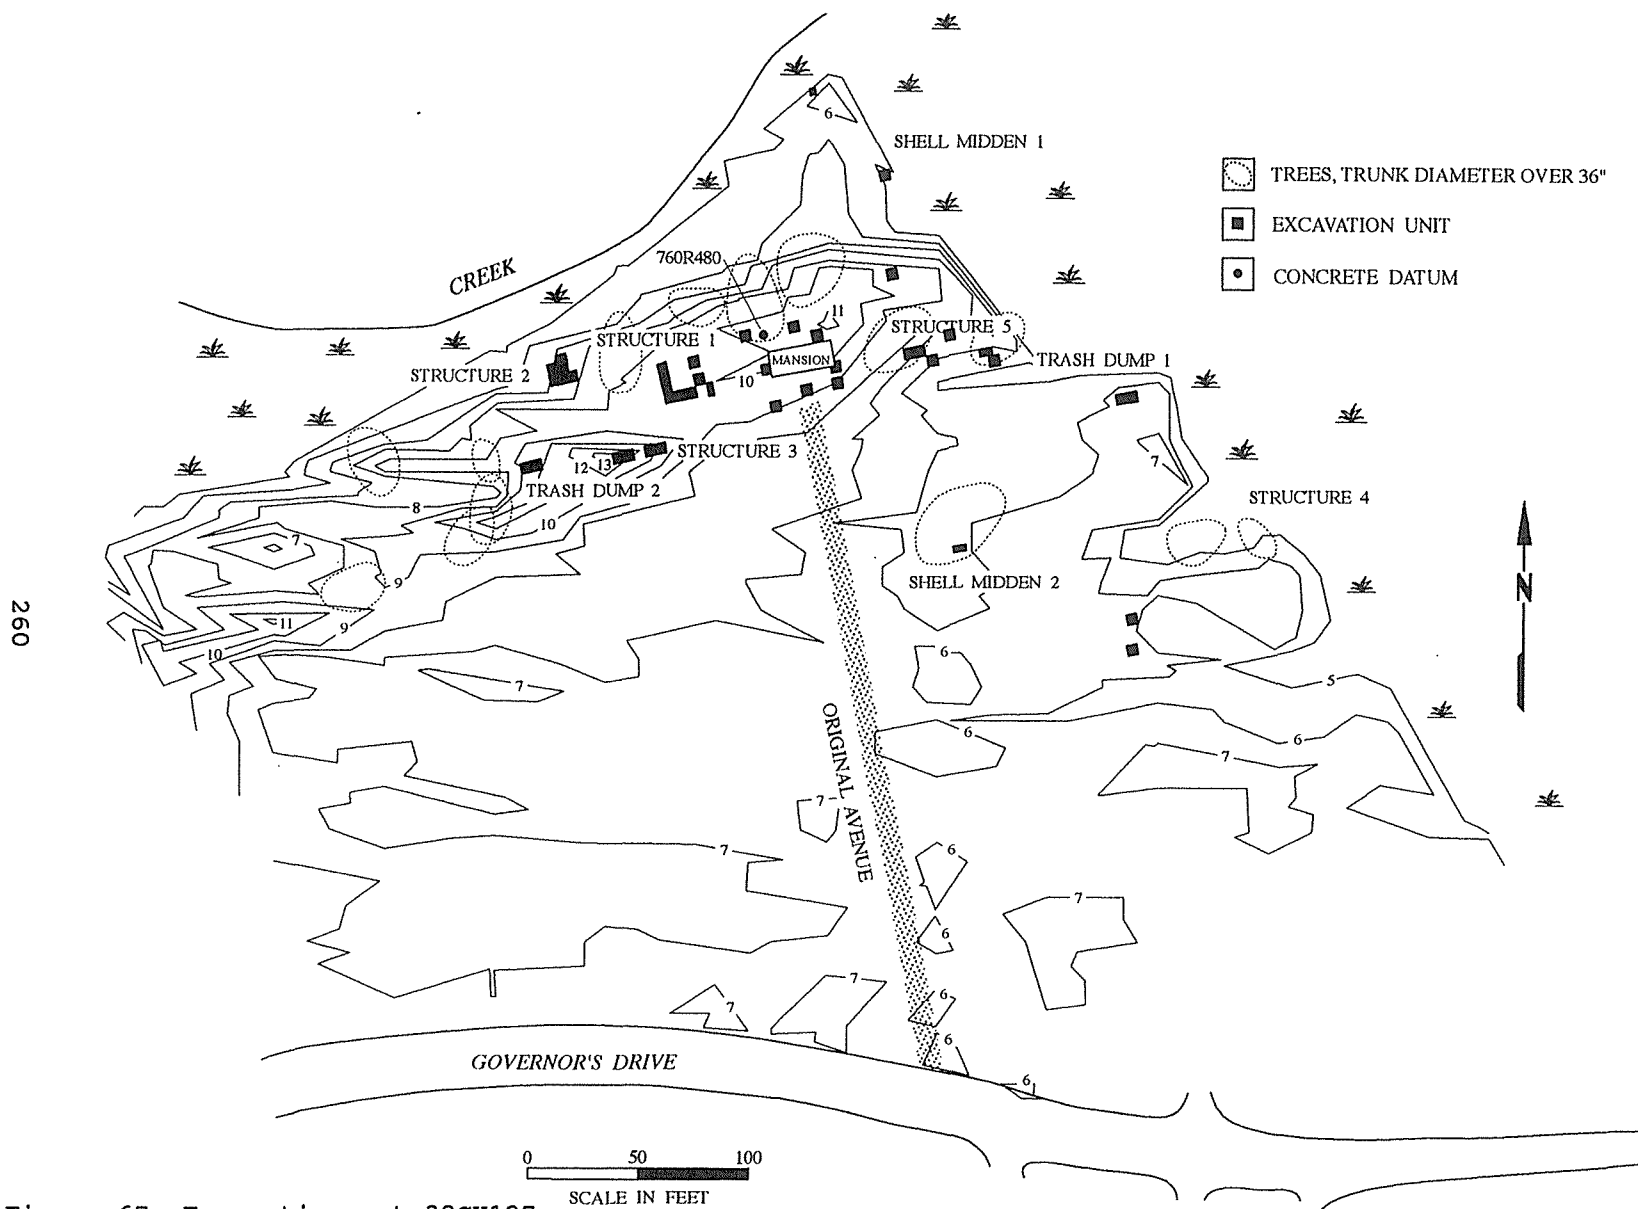 6
SHELL MIDDEN 1
TREES, TRUNK DIAMETER OVER 36"
EXCAVATION UNIT
CONCRETE DATUM
760R480
CREEK
11
STRUCTURE 5
STRUCTURE 1
MANSION
TRASH DUMP 1
STRUCTURE 2
10
STRUCTURE 3
12
13
7
TRASH DUMP 2
STRUCTURE 4
8
10
7
N
9
SHELL MIDDEN 2
260
11
9
10
6
7
5
ORIGINAL AVENUE
6
6
7
7
7
6
7
6
7
7
6
6
GOVERNOR'S DRIVE
6
0 50 100
SCALE IN FEET